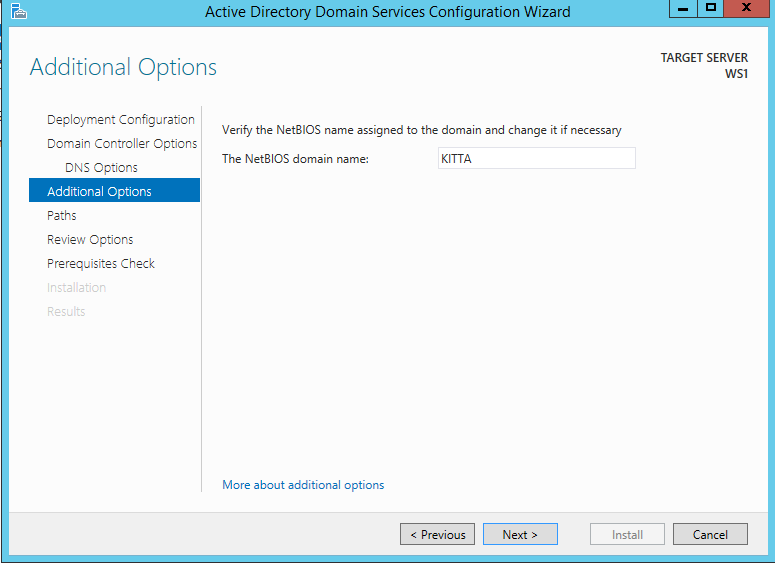 Active Directory Domain Services Configuration Wizard
Additional Options
TARGET SERVER
WS1
Deployment Configuration
Domain Controller Options
DNS Options
Additional Options
Paths
Review Options
Prerequisites Check
Installation
Results
Verify the NetBIOS name assigned to the domain and change it if necessary
The NetBIOS domain name: KITTA
More about additional options
< Previous Next > Install Cancel